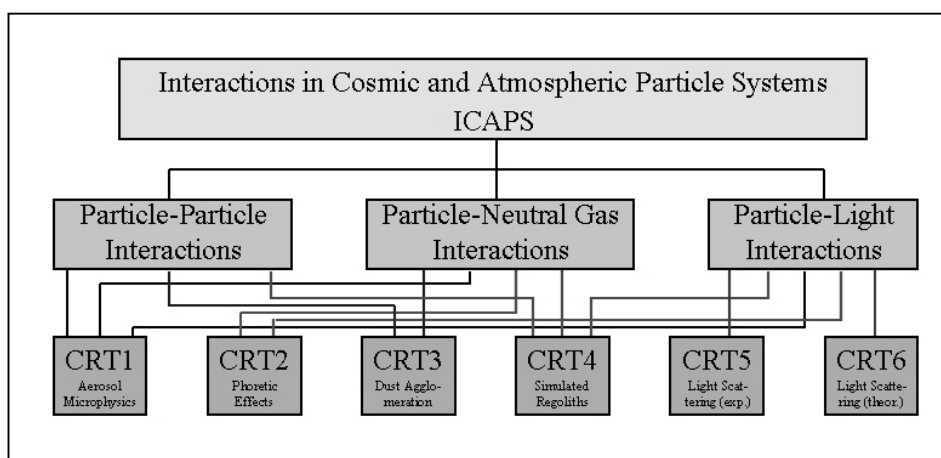 Interactions in Cosmic and Atmospheric Particle Systems
ICAPS
Particle-Particle
Interactions
Particle-Neutral Gas
Interactions
Particle-Light
Interactions
CRT1
Aerosol
Microphysics
CRT2
Phoretic
Effects
CRT3
Dust Agglo-
meration
CRT4
Simulated
Regoliths
CRT5
Light Scat-
tering (exp.)
CRT6
Light Scatte-
ring (theor.)